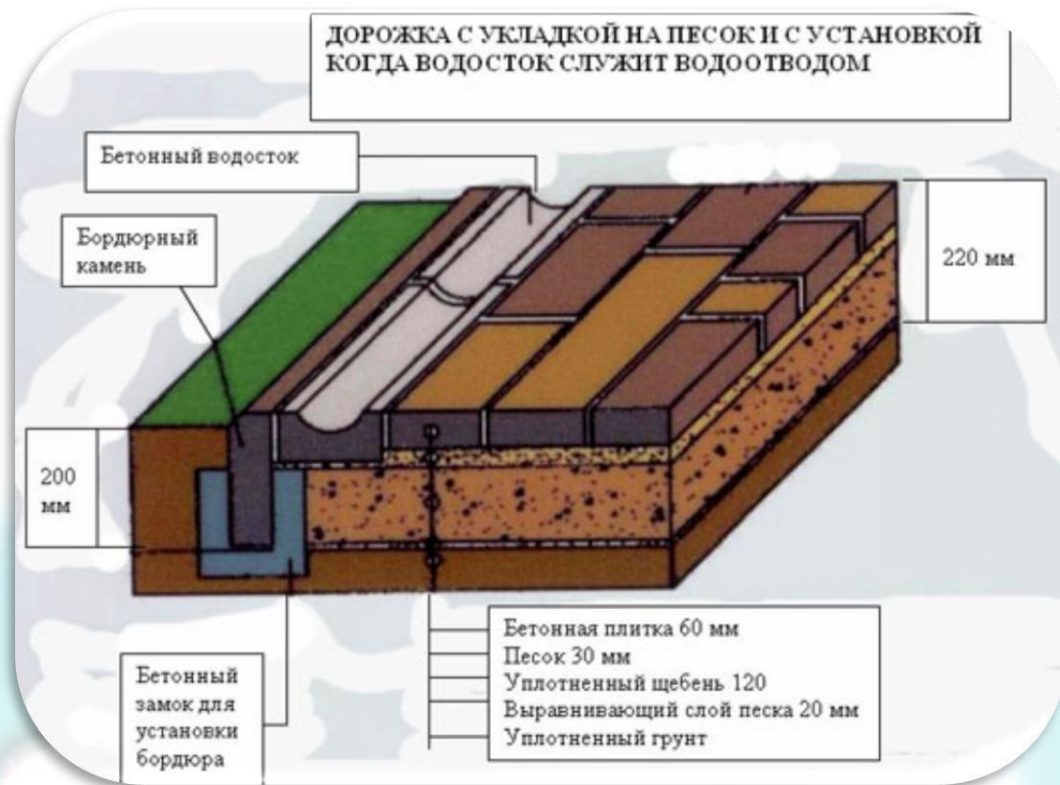 ДОРОЖКА С УКЛАДКОЙ НА ПЕСОК И С УСТАНОВКОЙ
КОГДА ВОДОСТОК СЛУЖИТ ВОДООТВОДОМ
Бетонный водосток
Бордюрный
камень
220 мм
200
мм
Бетонная плитка 60 мм
Песок 30 мм
Уплотненный щебень 120
Выравнивающий слой песка 20 мм
Уплотненный грунт
Бетонный
замок для
установки
бордюра